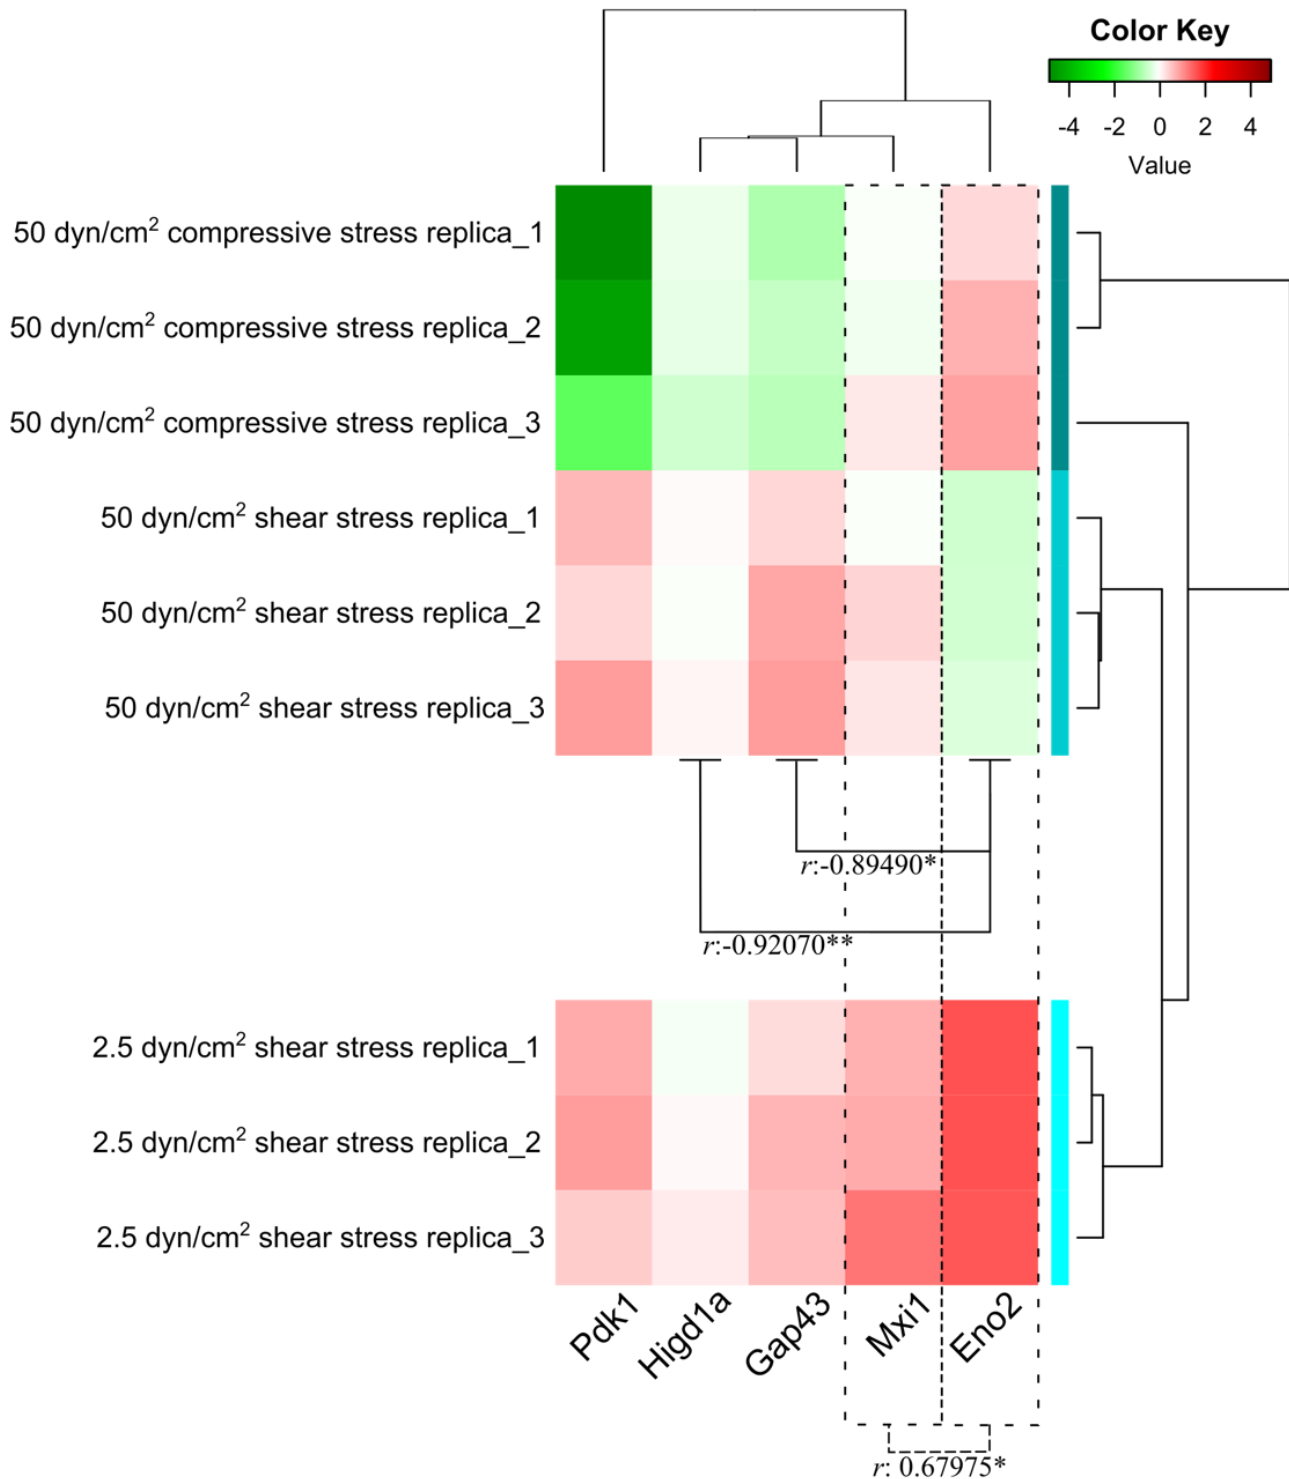 Color Key
-4 -2 0 2 4
Value
50 dyn/cm² compressive stress replica_1
50 dyn/cm² compressive stress replica_2
50 dyn/cm² compressive stress replica_3
50 dyn/cm² shear stress replica_1
50 dyn/cm² shear stress replica_2
50 dyn/cm² shear stress replica_3
r:-0.89490*
r:-0.92070**
2.5 dyn/cm² shear stress replica_1
2.5 dyn/cm² shear stress replica_2
2.5 dyn/cm² shear stress replica_3
Pdk1
Higd1a
Gap43
Mxi1
Eno2
r: 0.67975*